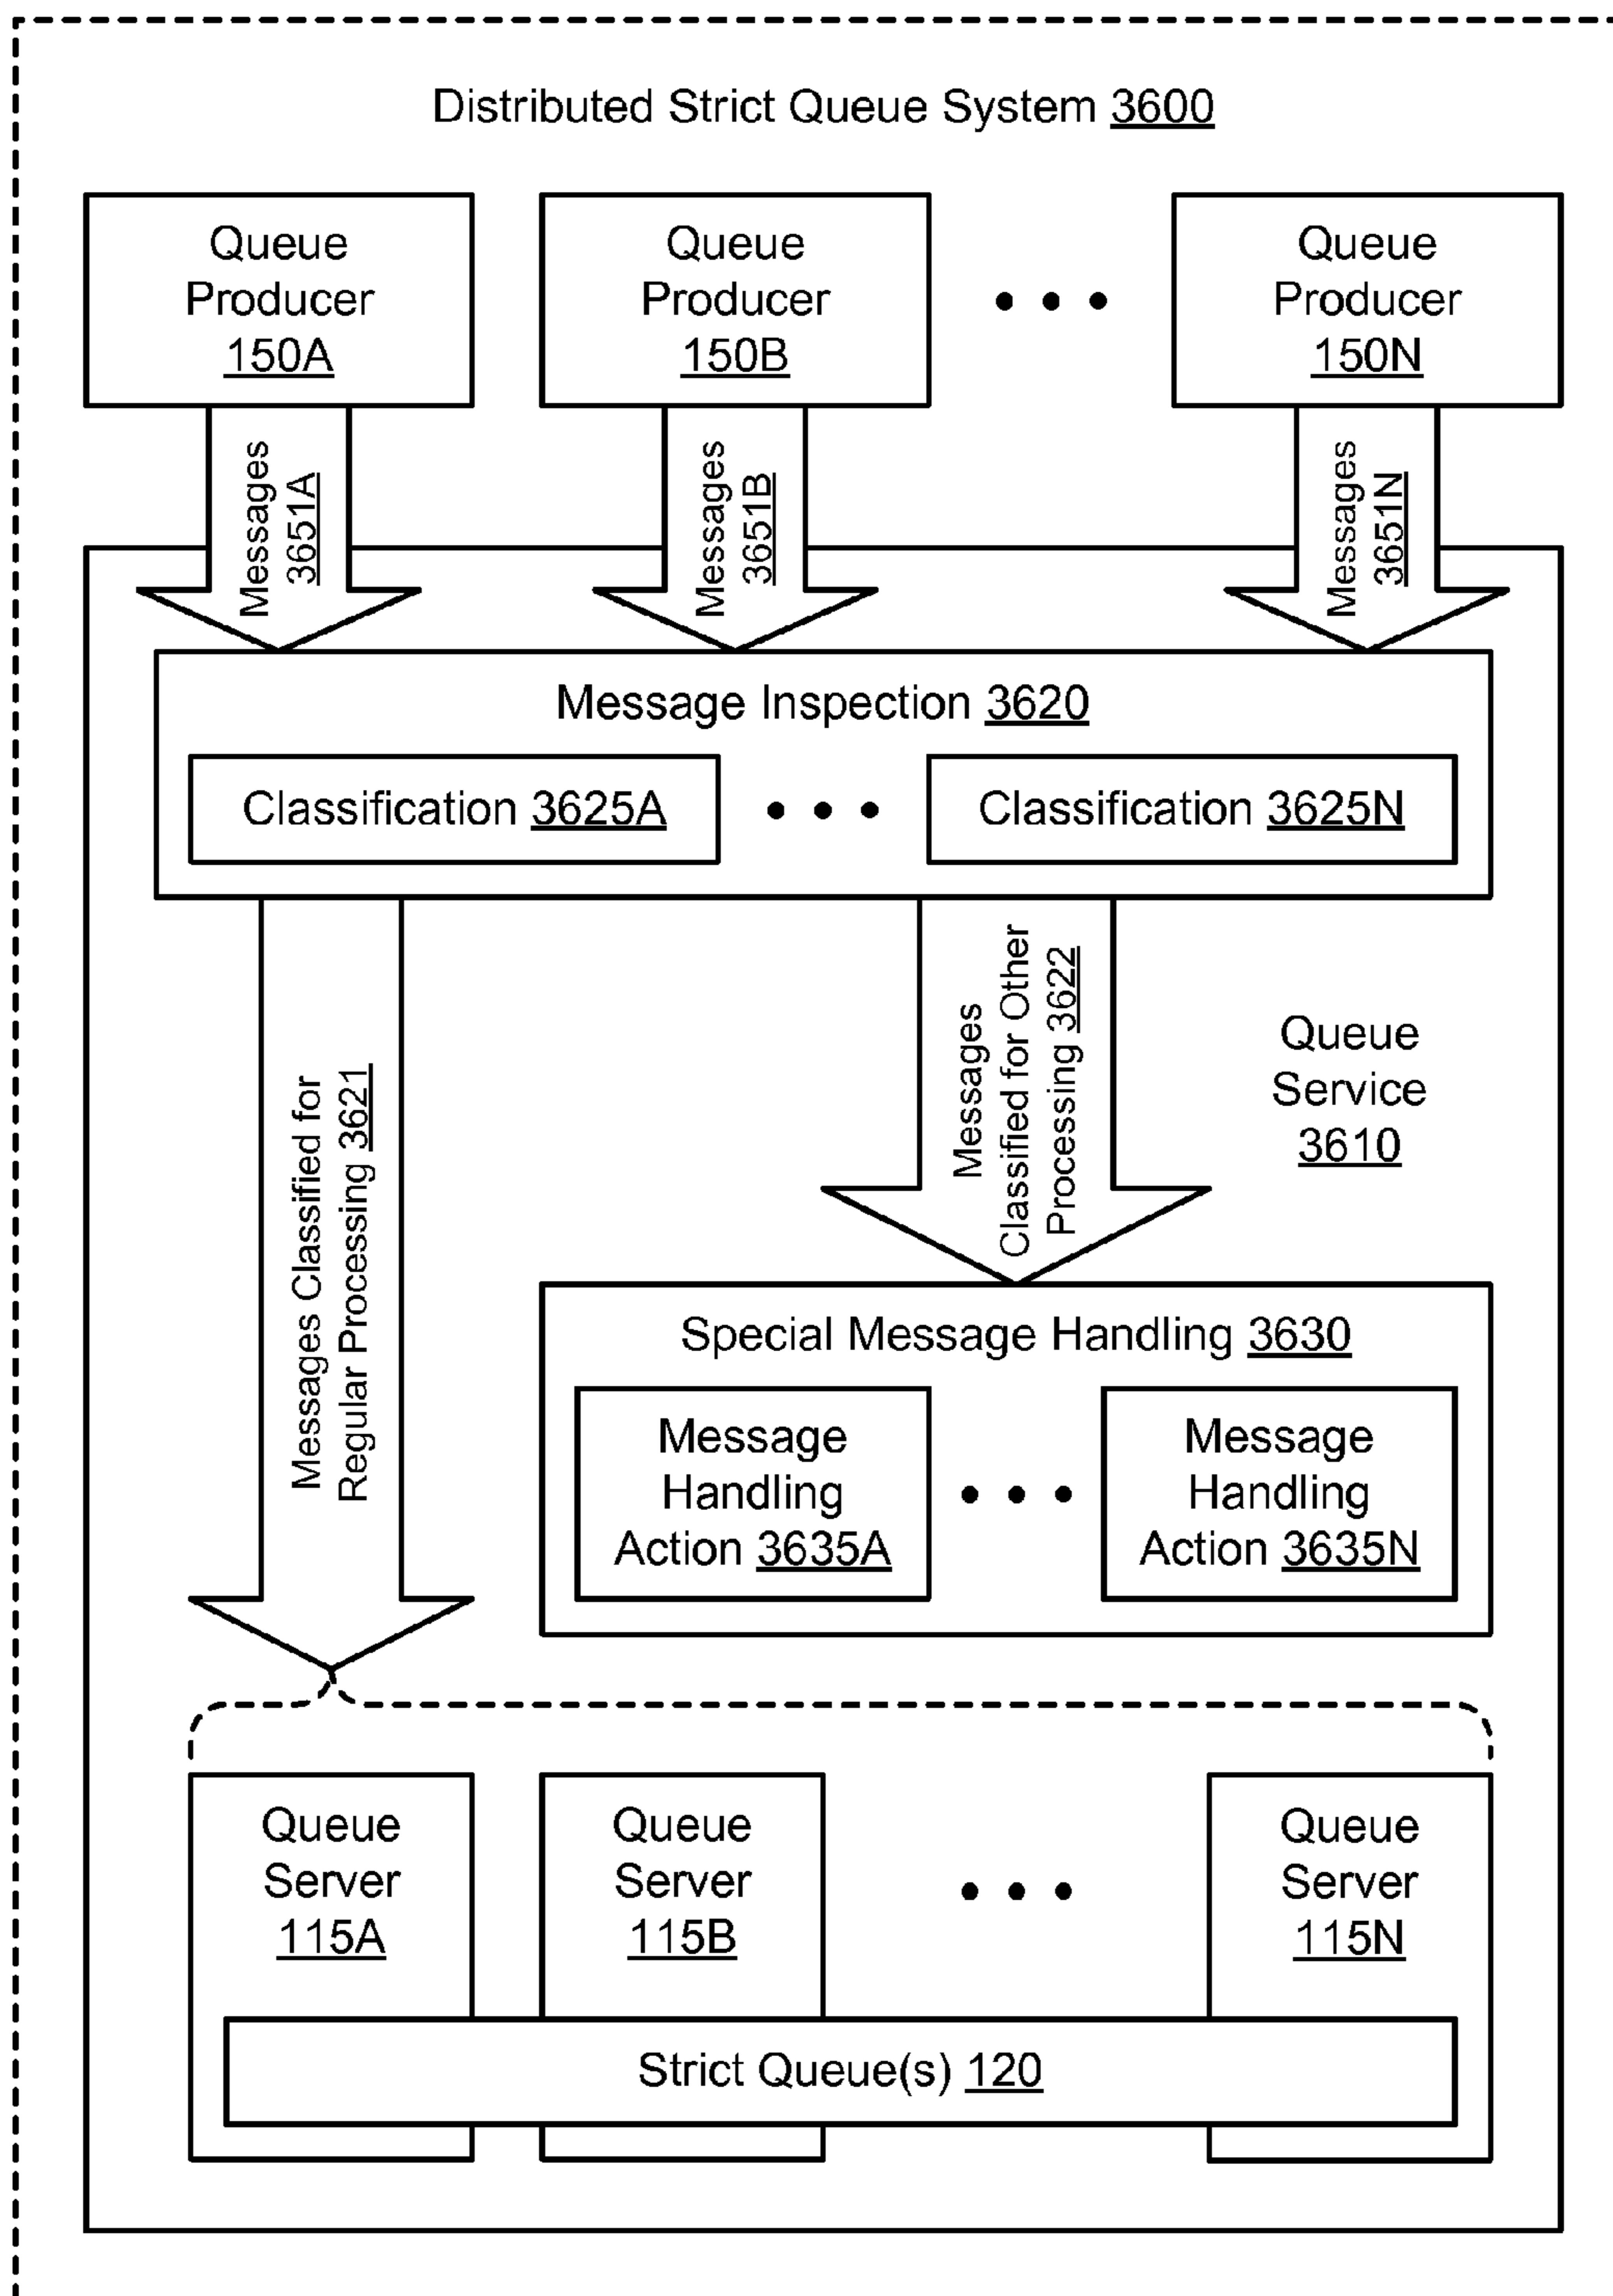 Distributed Strict Queue System 3600
Queue
Producer
150A
Queue
Producer
150B
Queue
Producer
150N
Messages
3651A
Messages
3651B
Messages
3651N
Message Inspection 3620
Classification 3625A
Classification 3625N
Messages Classified for
Regular Processing 3621
Messages
Classified for Other
Processing 3622
Queue
Service
3610
Special Message Handling 3630
Message
Handling
Action 3635A
Message
Handling
Action 3635N
Queue
Server
115A
Queue
Server
115B
Queue
Server
115N
Strict Queue(s) 120